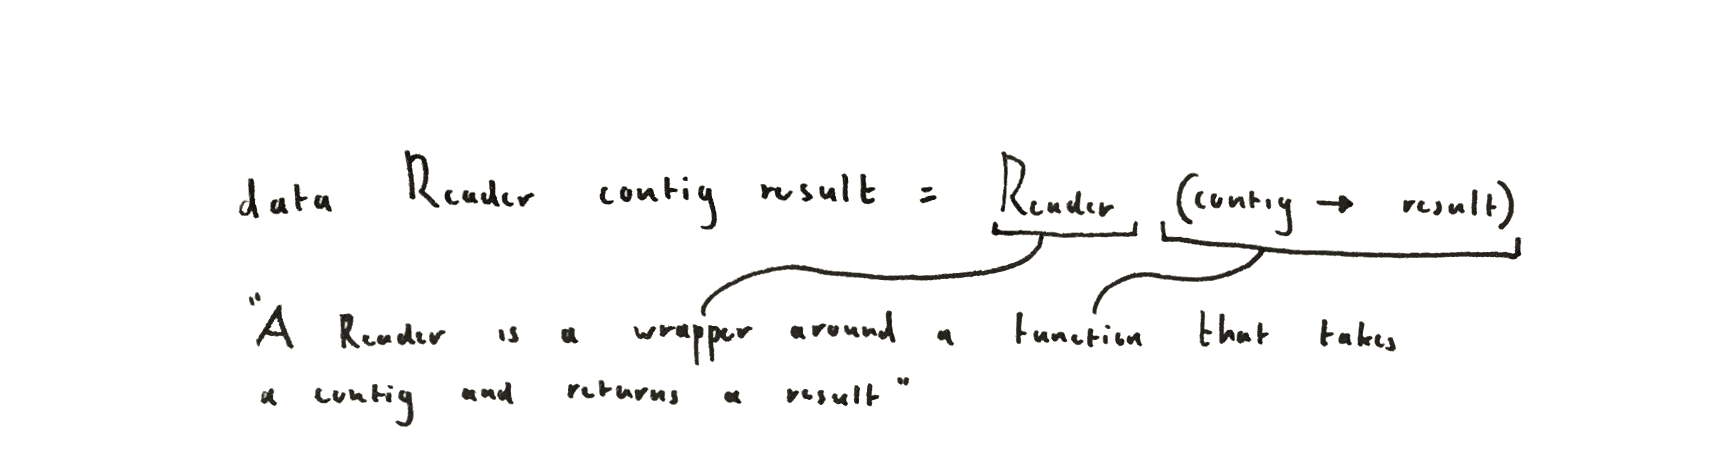 data Reader config result = Reader (config → result)
"A Reader is a wrapper around a function that takes
a config and returns a result"